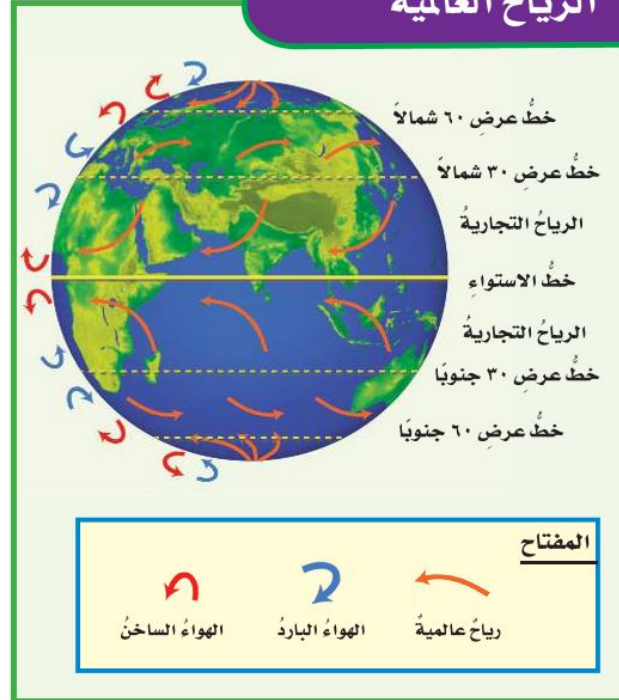 الرياح العالمية
خطُّ عرضِ ٦٠ شمالاً
خطُّ عرضِ ٣٠ شمالاً
الرياحُ التجاريةُ
خطُّ الاستواءِ
الرياحُ التجاريةُ
خطُّ عرضِ ٣٠ جنوبًا
خطُّ عرضِ ٦٠ جنوبًا
المفتاح
رياحٌ عالميةٌ
الهواءُ الباردُ
الهواءُ الساخنُ